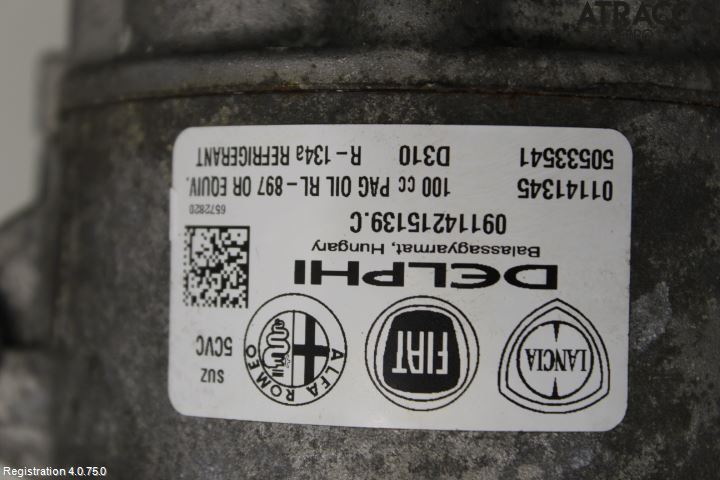 ATRACCO
LANCIA
FIAT
ALFA ROMEO
SUZ
5CVC
DELPHI
Balassagyarmat, Hungary
09114215139.C
6572820
01141345 100 cc PAG OIL RL-897 OR EQUIV.
50533541 D310 R-134a REFRIGERANT
Registration 4.0.75.0